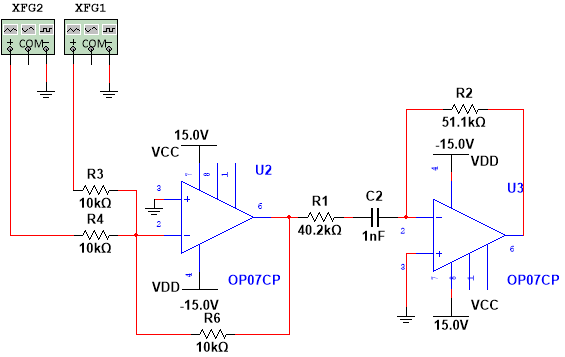 XFG2
XFG1
+ COM −
+ COM −
R2
51.1kΩ
15.0V
VCC
-15.0V
VDD
U2
U3
7
8
1
4
R3
10kΩ
3
+
6
R1
40.2kΩ
C2
1nF
R4
10kΩ
2
−
2
−
6
3
+
4
OP07CP
7
8
1
OP07CP
VDD
-15.0V
VCC
15.0V
R6
10kΩ